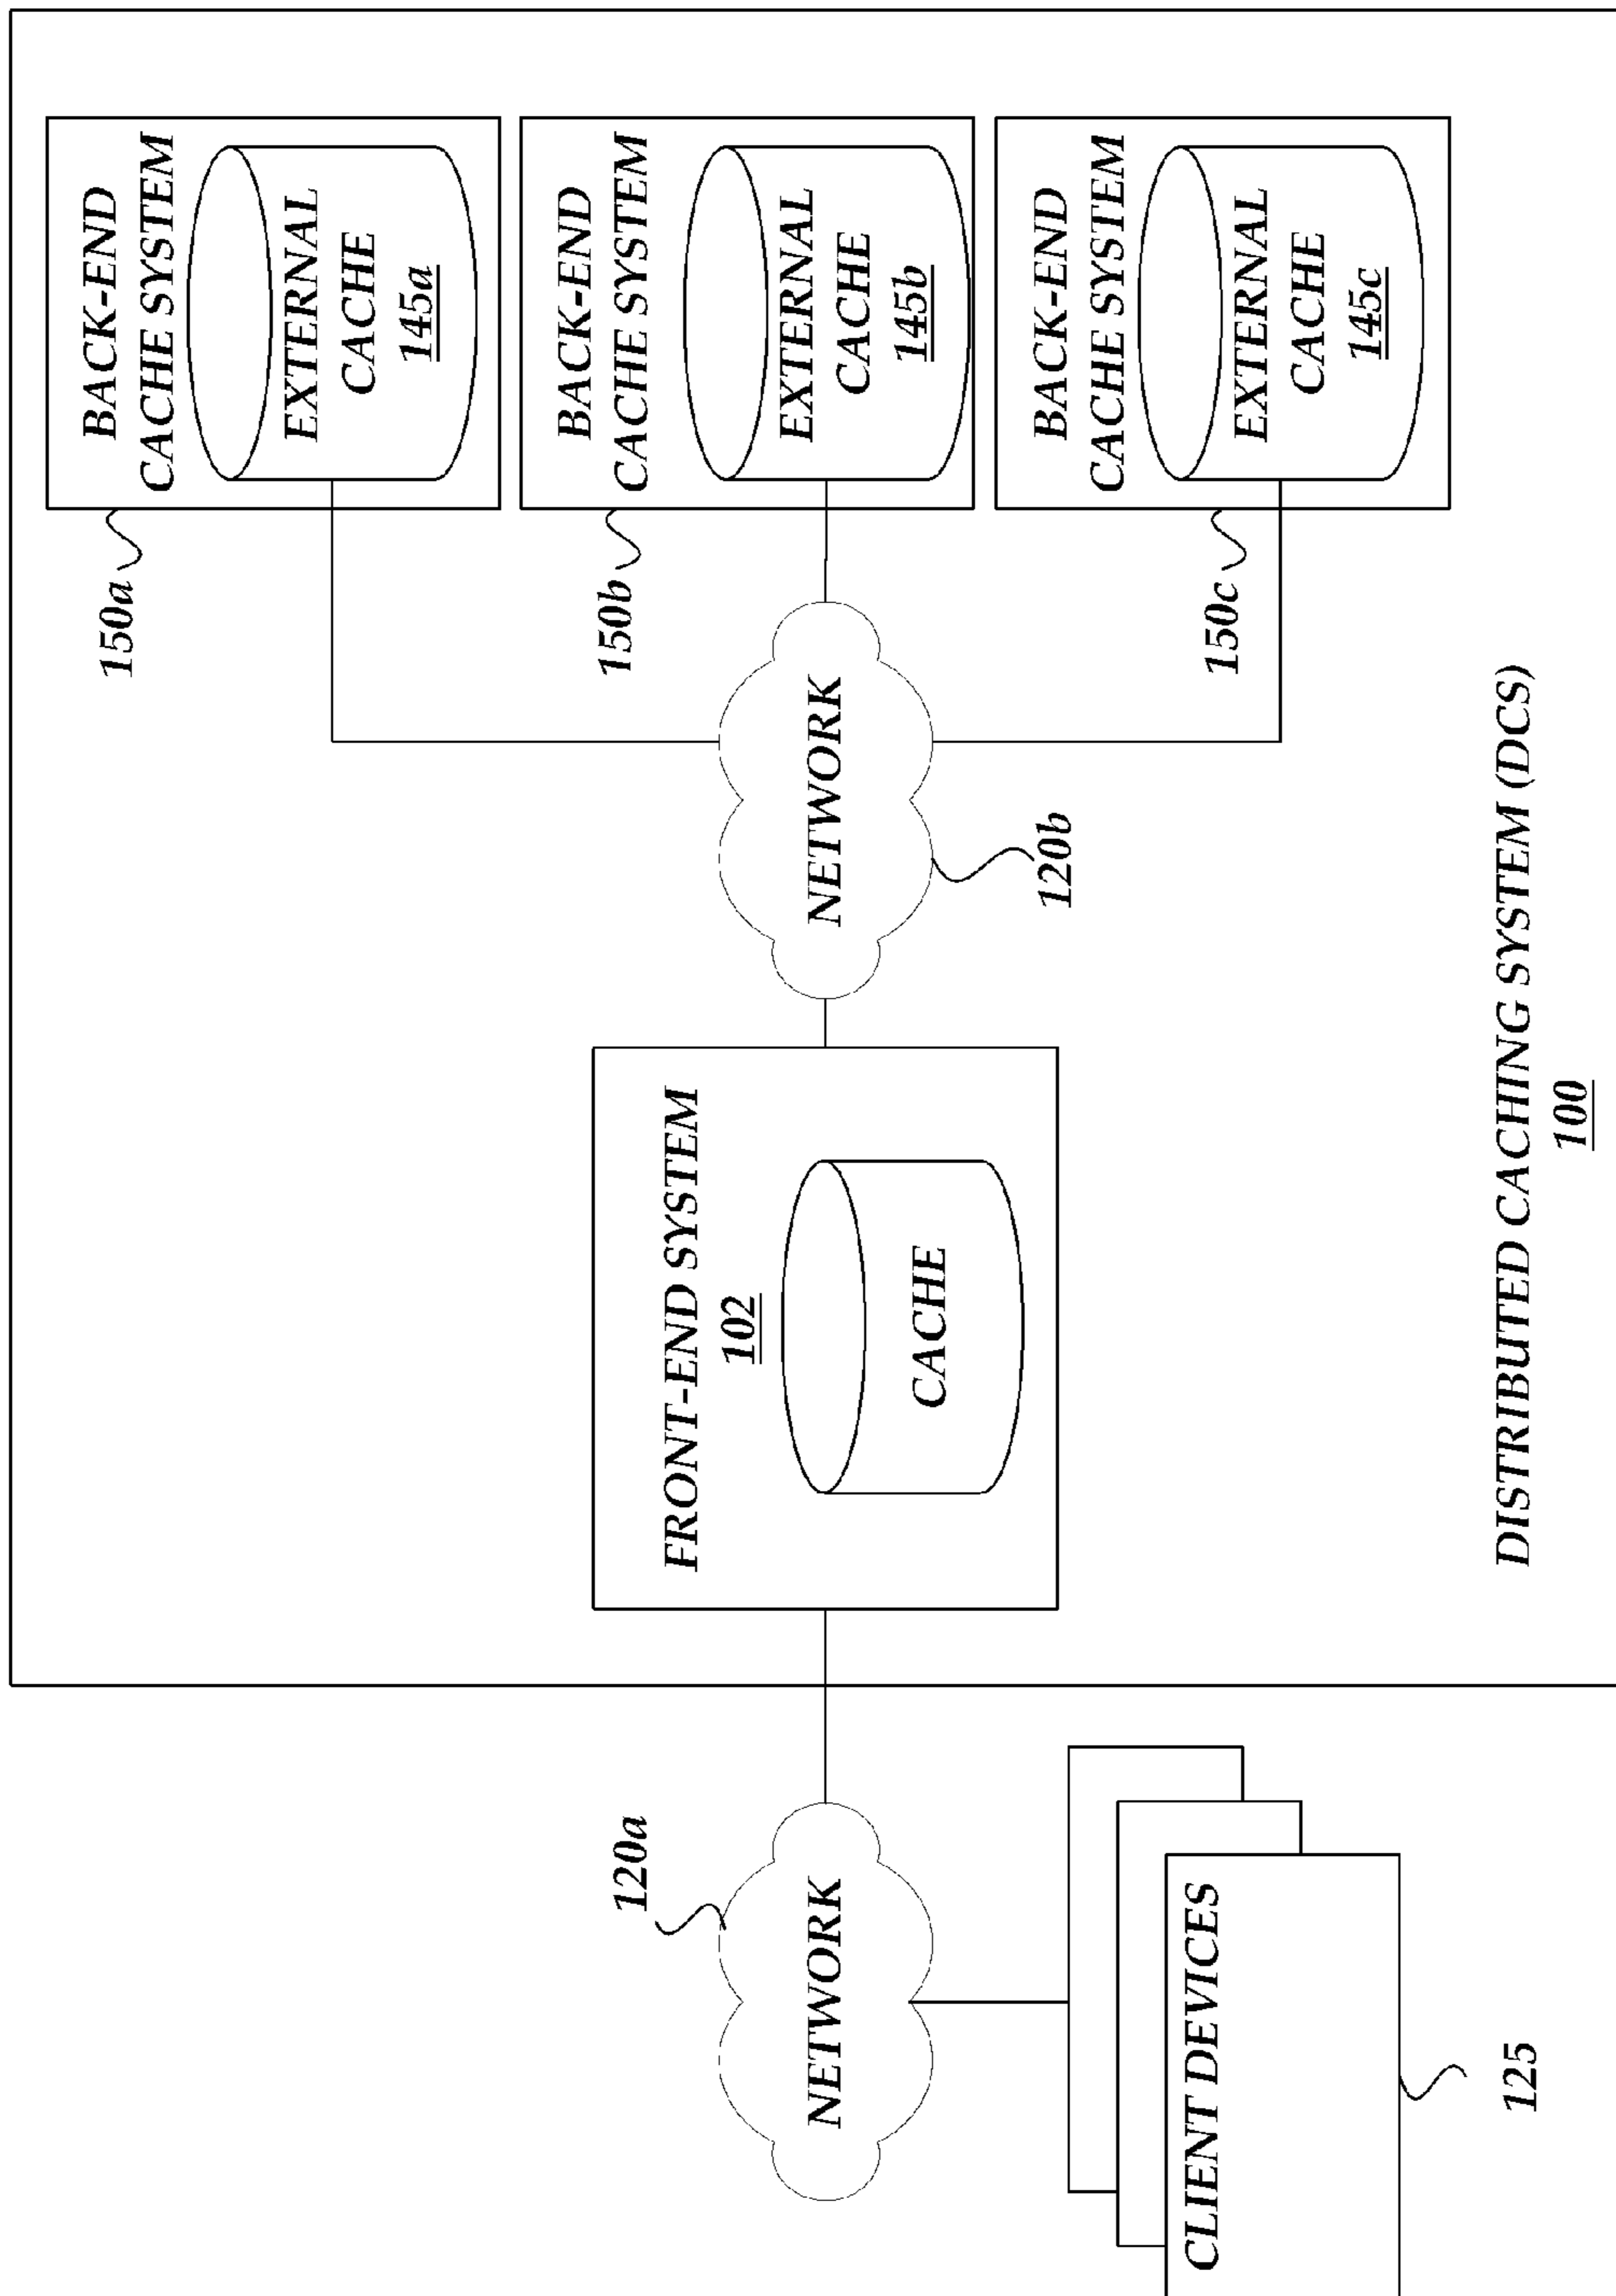 BACK-END
CACHE SYSTEM
EXTERNAL
CACHE
145a
150a
BACK-END
CACHE SYSTEM
EXTERNAL
CACHE
145b
150b
BACK-END
CACHE SYSTEM
EXTERNAL
CACHE
145c
150c
NETWORK
120b
FRONT-END SYSTEM
102
CACHE
120a
NETWORK
CLIENT DEVICES
125
DISTRIBUTED CACHING SYSTEM (DCS)
100